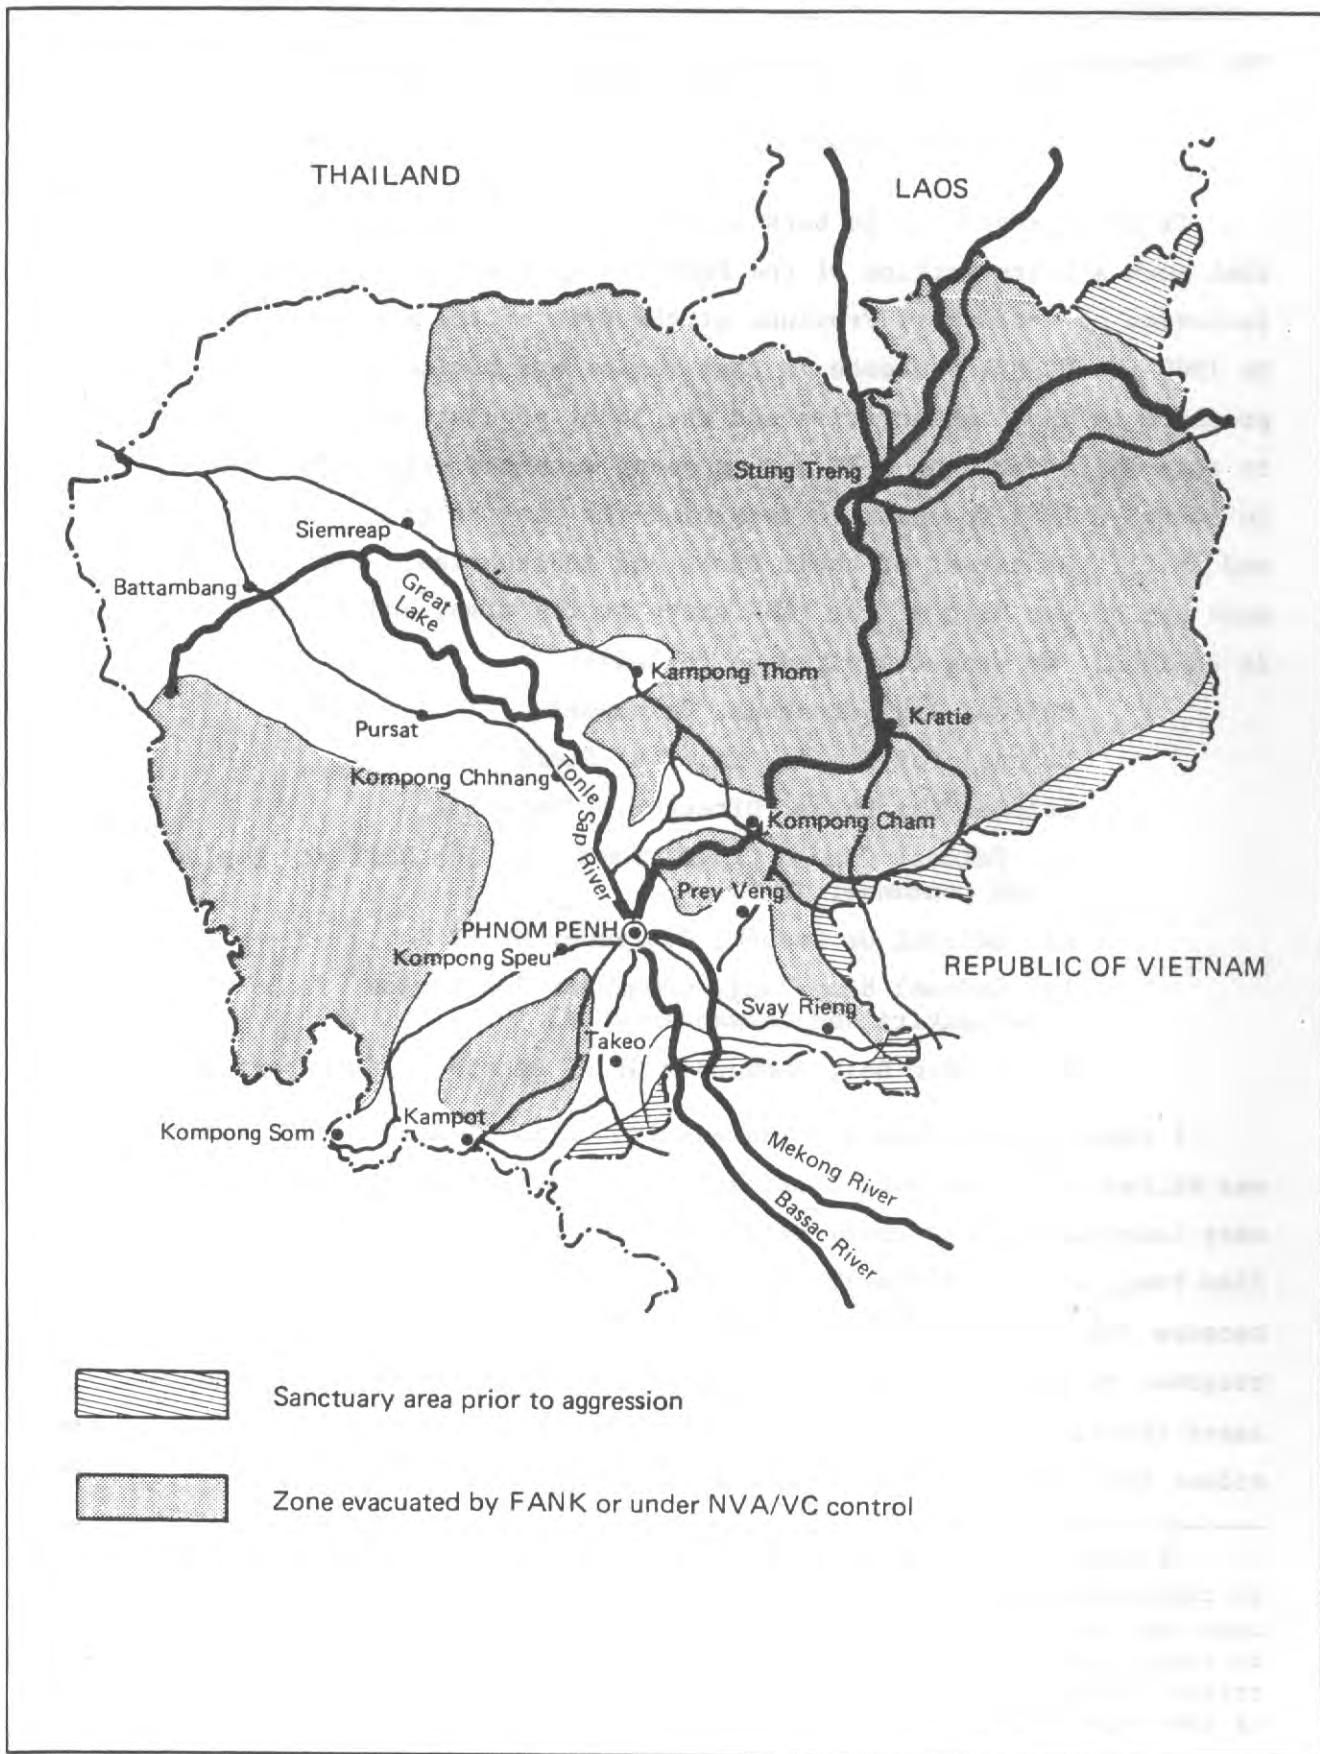 THAILAND
LAOS
Stung Treng
Siemreap
Battambang
Great
Lake
Kampong Thom
Pursat
Kratie
Kompong Chhnang
Tonle Sap River
Kompong Cham
Prey Veng
PHNOM PENH
Kompong Speu
REPUBLIC OF VIETNAM
Svay Rieng
Takeo
Kampot
Kompong Som
Mekong River
Bassac River
Sanctuary area prior to aggression
Zone evacuated by FANK or under NVA/VC control